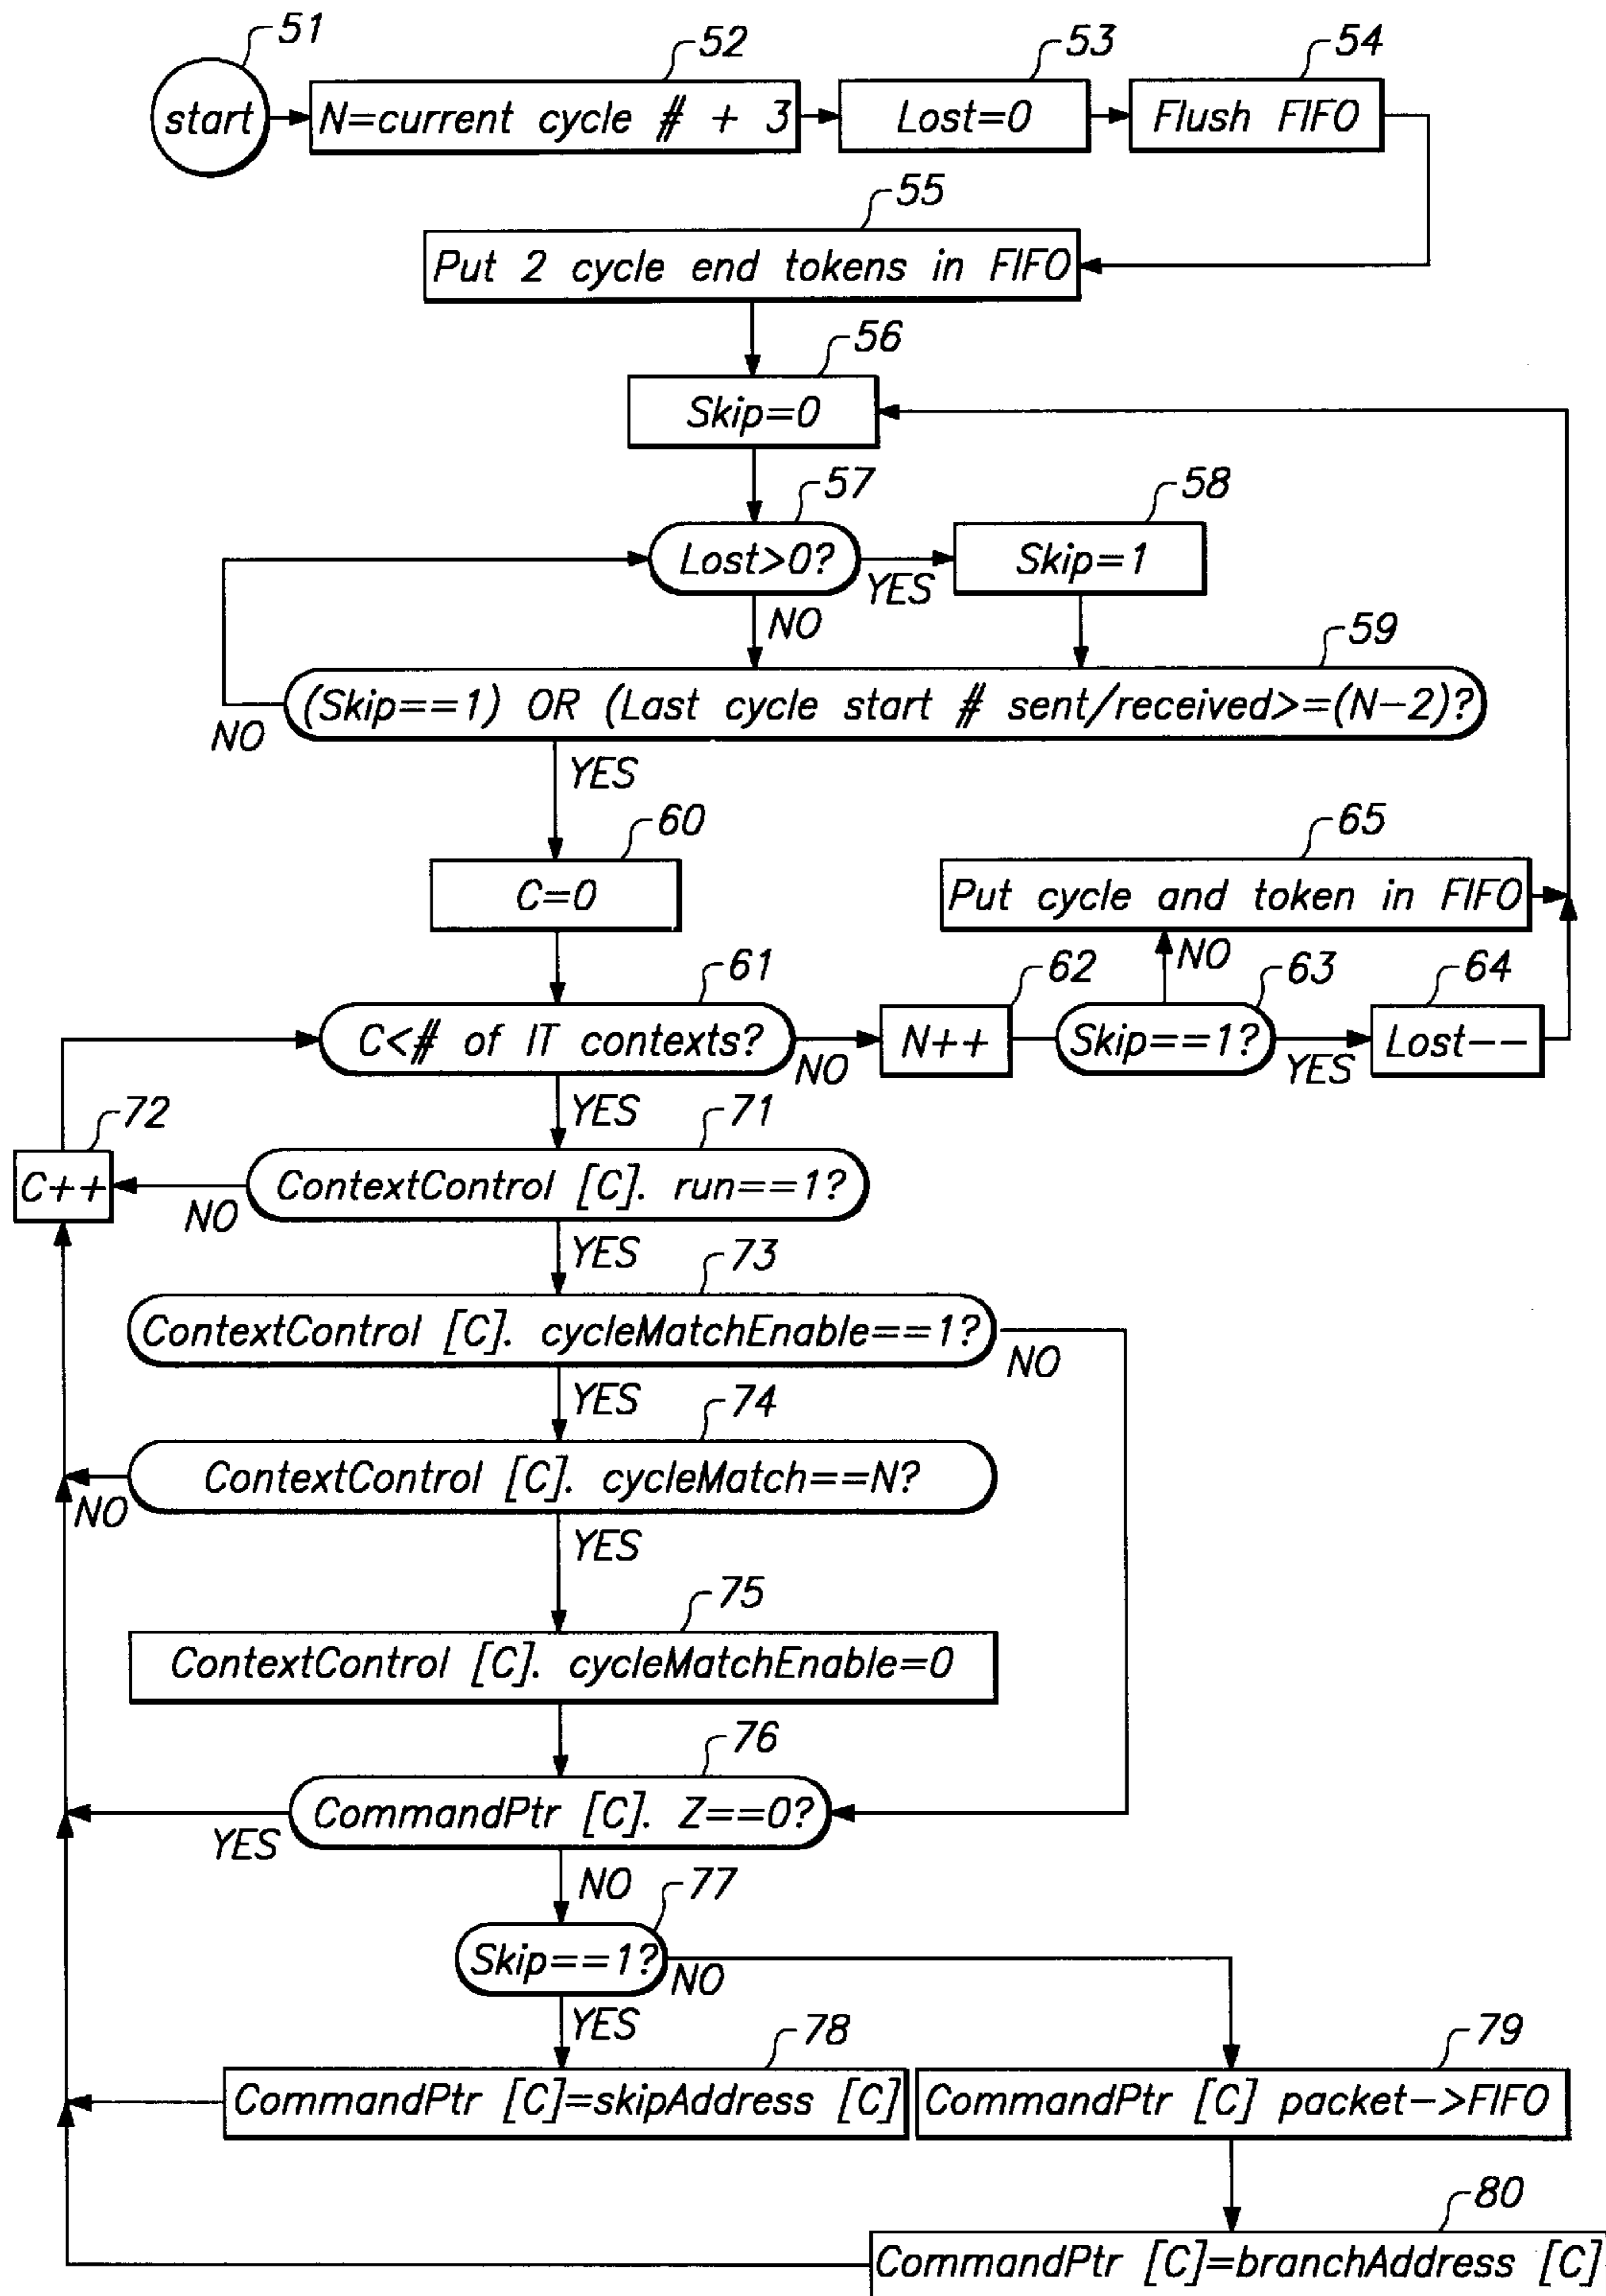 51
52
53
54
start
N=current cycle # + 3
Lost=0
Flush FIFO
55
Put 2 cycle end tokens in FIFO
56
Skip=0
57
58
Lost>0?
YES
Skip=1
NO
59
(Skip==1) OR (Last cycle start # sent/received>=(N-2)?
NO
YES
60
65
C=0
Put cycle and token in FIFO
61
62
NO
63
64
C<# of IT contexts?
NO
N++
Skip==1?
YES
Lost--
YES
72
71
C++
NO
ContextControl [C]. run==1?
YES
73
ContextControl [C]. cycleMatchEnable==1?
NO
YES
74
ContextControl [C]. cycleMatch==N?
NO
YES
75
ContextControl [C]. cycleMatchEnable=0
76
CommandPtr [C]. Z==0?
YES
NO
77
Skip==1?
NO
YES
78
79
CommandPtr [C]=skipAddress [C]
CommandPtr [C] packet->FIFO
80
CommandPtr [C]=branchAddress [C]